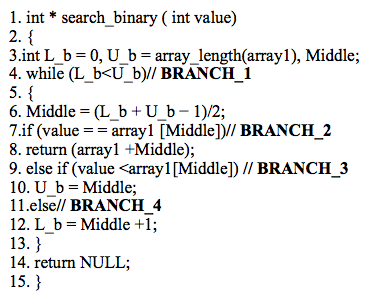 1. int * search_binary ( int value)
2. {
3.int L_b = 0, U_b = array_length(array1), Middle;
4. while (L_b<U_b)// BRANCH_1
5. {
6. Middle = (L_b + U_b – 1)/2;
7.if (value = = array1 [Middle])// BRANCH_2
8. return (array1 +Middle);
9. else if (value <array1[Middle]) // BRANCH_3
10. U_b = Middle;
11.else// BRANCH_4
12. L_b = Middle +1;
13. }
14. return NULL;
15. }